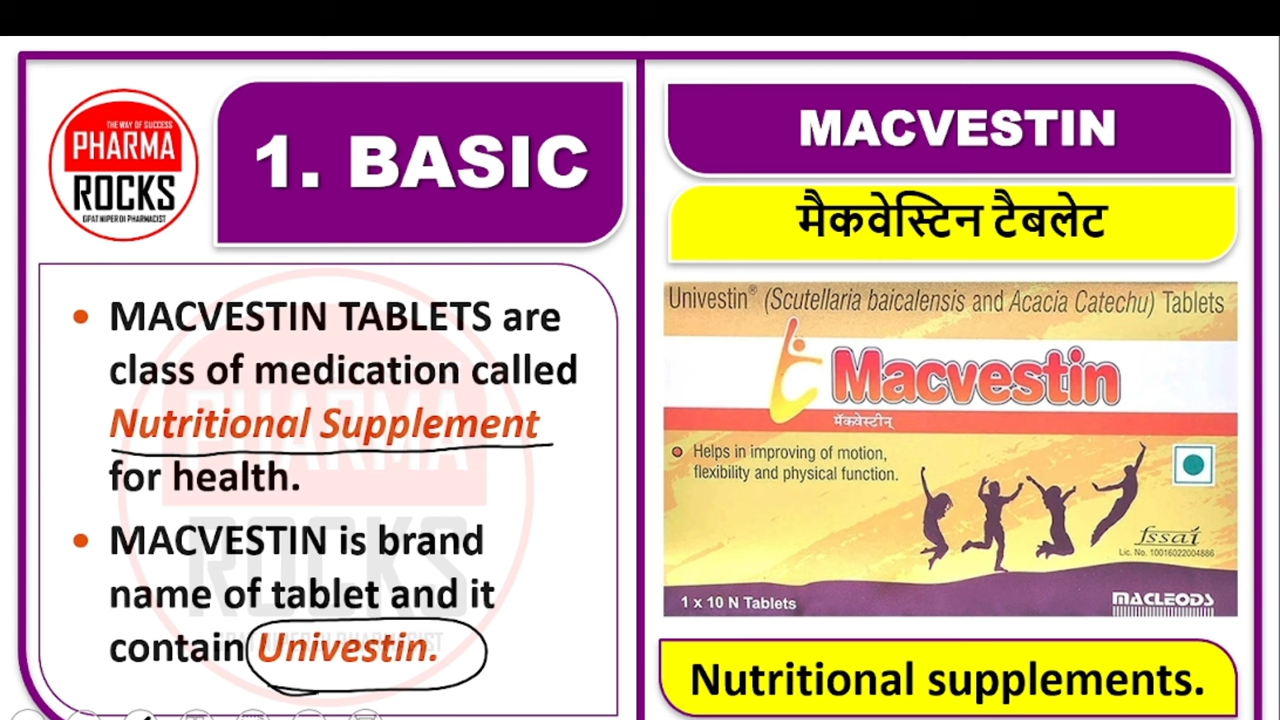 THE WAY OF SUCCESS
PHARMA
ROCKS
GPAT NIPER DI PHARMACIST
1. BASIC
• MACVESTIN TABLETS are
class of medication called
Nutritional Supplement
for health.
• MACVESTIN is brand
name of tablet and it
contain Univestin.
PHARMA
ROCKS
MACVESTIN
मैकवेस्टिन टैबलेट
Univestin® (Scutellaria baicalensis and Acacia Catechu) Tablets
Macvestin
मॅकवेस्टीन्
Helps in improving of motion,
flexibility and physical function.
fssai
Lic. No. 10016022004886
1 x 10 N Tablets
MACLEODS
Nutritional supplements.